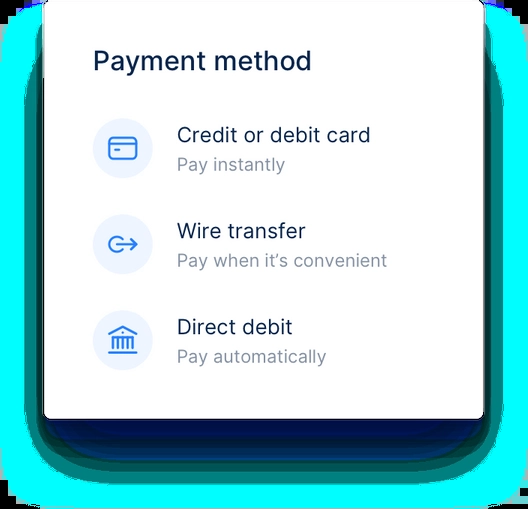 Payment method
Credit or debit card
Pay instantly
Wire transfer
Pay when it’s convenient
Direct debit
Pay automatically